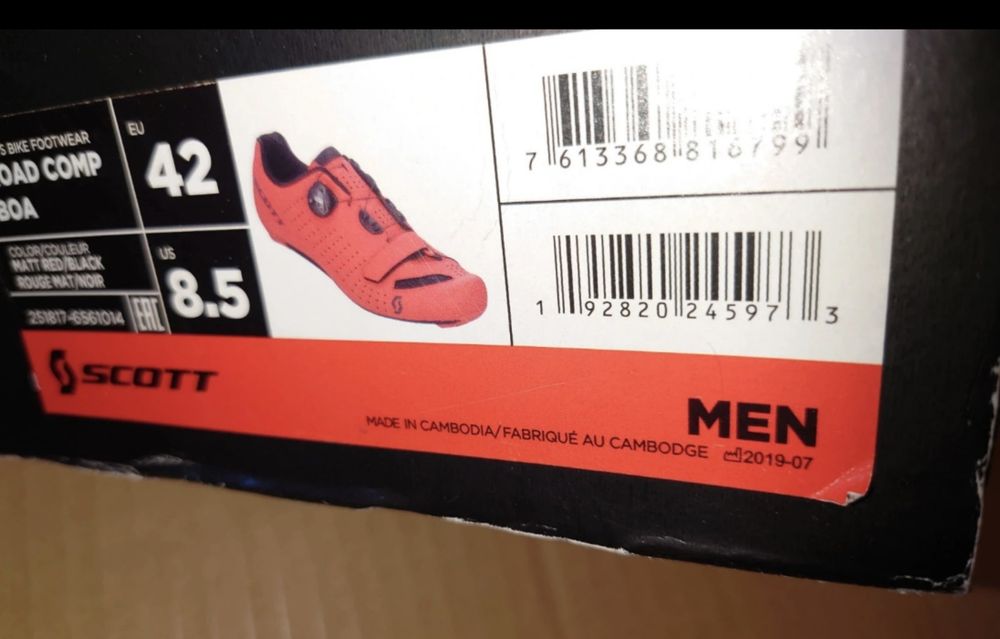 S BIKE FOOTWEAR
OAD COMP
BOA
COLOR/COULEUR
MATT RED/BLACK
ROUGE MAT/NOIR
251817-6561014
EAC
EU
42
US
8.5
7 613368 816799
1 92820 24597 3
SCOTT
MEN
MADE IN CAMBODIA/FABRIQUÉ AU CAMBODGE
2019-07